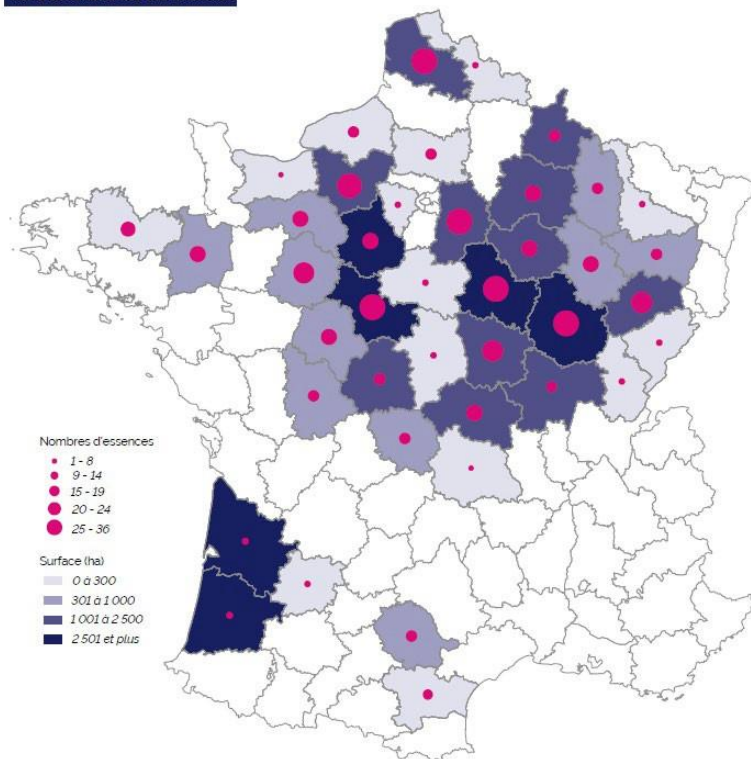 Nombres d'essences
1 - 8
9 - 14
15 - 19
20 - 24
25 - 36
Surface (ha)
0 à 300
301 à 1 000
1 001 à 2 500
2 501 et plus